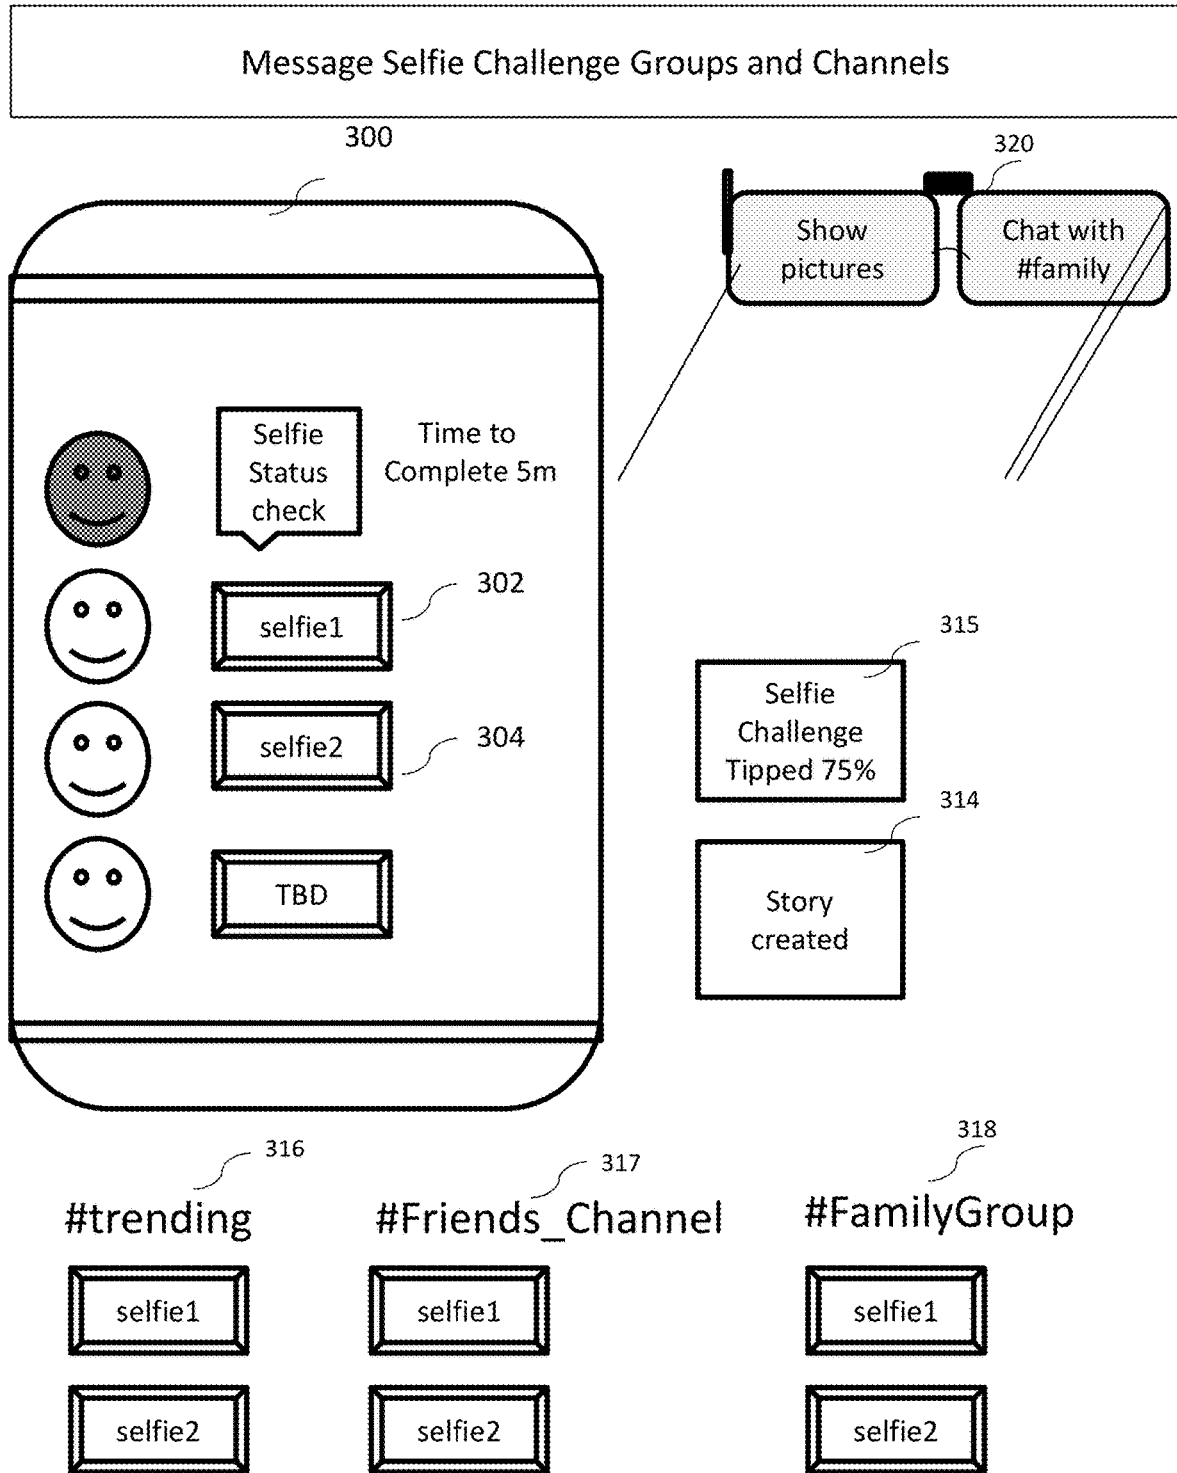 Message Selfie Challenge Groups and Channels
300
320
Show
pictures
Chat with
#family
Selfie
Status
check
Time to
Complete 5m
302
selfie1
304
selfie2
TBD
315
Selfie
Challenge
Tipped 75%
314
Story
created
316
317
318
#trending
#Friends_Channel
#FamilyGroup
selfie1
selfie1
selfie1
selfie2
selfie2
selfie2